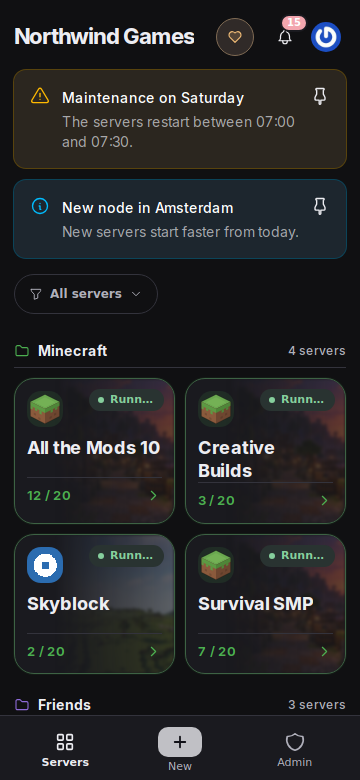 Northwind Games
15
Maintenance on Saturday
The servers restart between 07:00
and 07:30.
New node in Amsterdam
New servers start faster from today.
All servers
Minecraft
4 servers
Runn...
All the Mods 10
12 / 20
Runn...
Creative
Builds
3 / 20
Runn...
Skyblock
2 / 20
Runn...
Survival SMP
7 / 20
Friends
3 servers
Servers
New
Admin